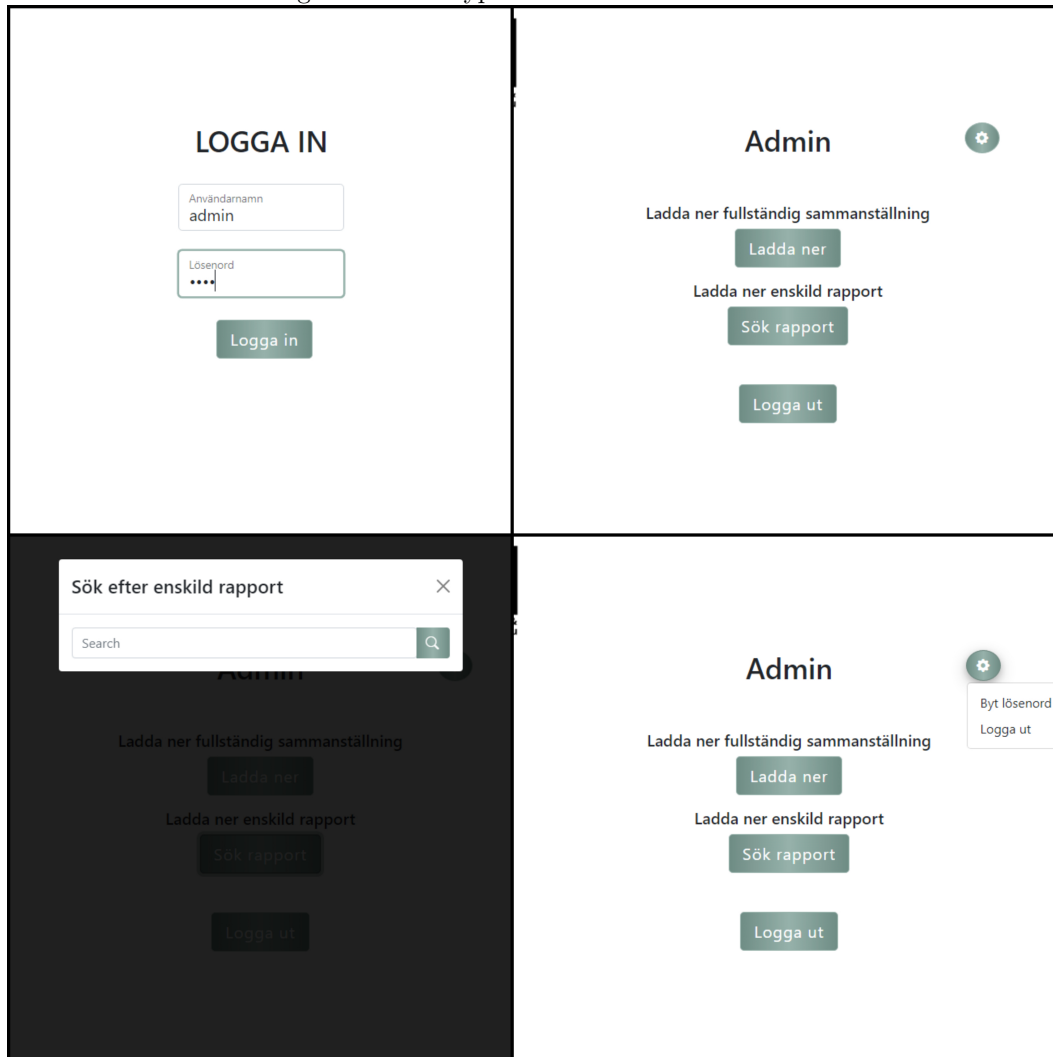 LOGGA IN
Användarnamn
admin
Lösenord
••••
Logga in
Admin
Ladda ner fullständig sammanställning
Ladda ner
Ladda ner enskild rapport
Sök rapport
Logga ut
Sök efter enskild rapport
Search
Admin
Ladda ner fullständig sammanställning
Ladda ner
Ladda ner enskild rapport
Sök rapport
Logga ut
Admin
Byt lösenord
Logga ut
Ladda ner fullständig sammanställning
Ladda ner
Ladda ner enskild rapport
Sök rapport
Logga ut